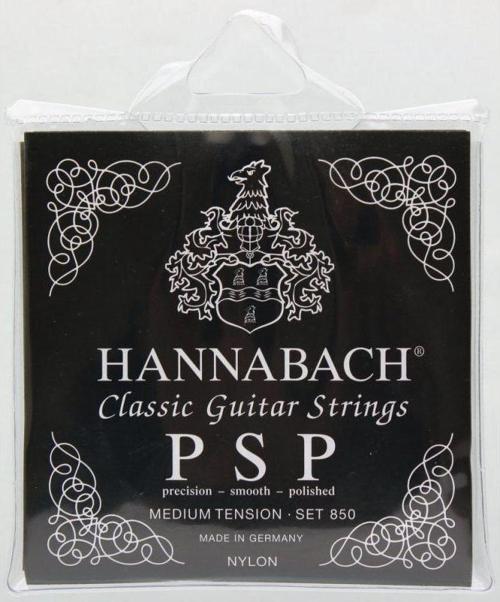 HANNABACH®
Classic Guitar Strings
PSP
precision – smooth – polished
MEDIUM TENSION · SET 850
MADE IN GERMANY
NYLON